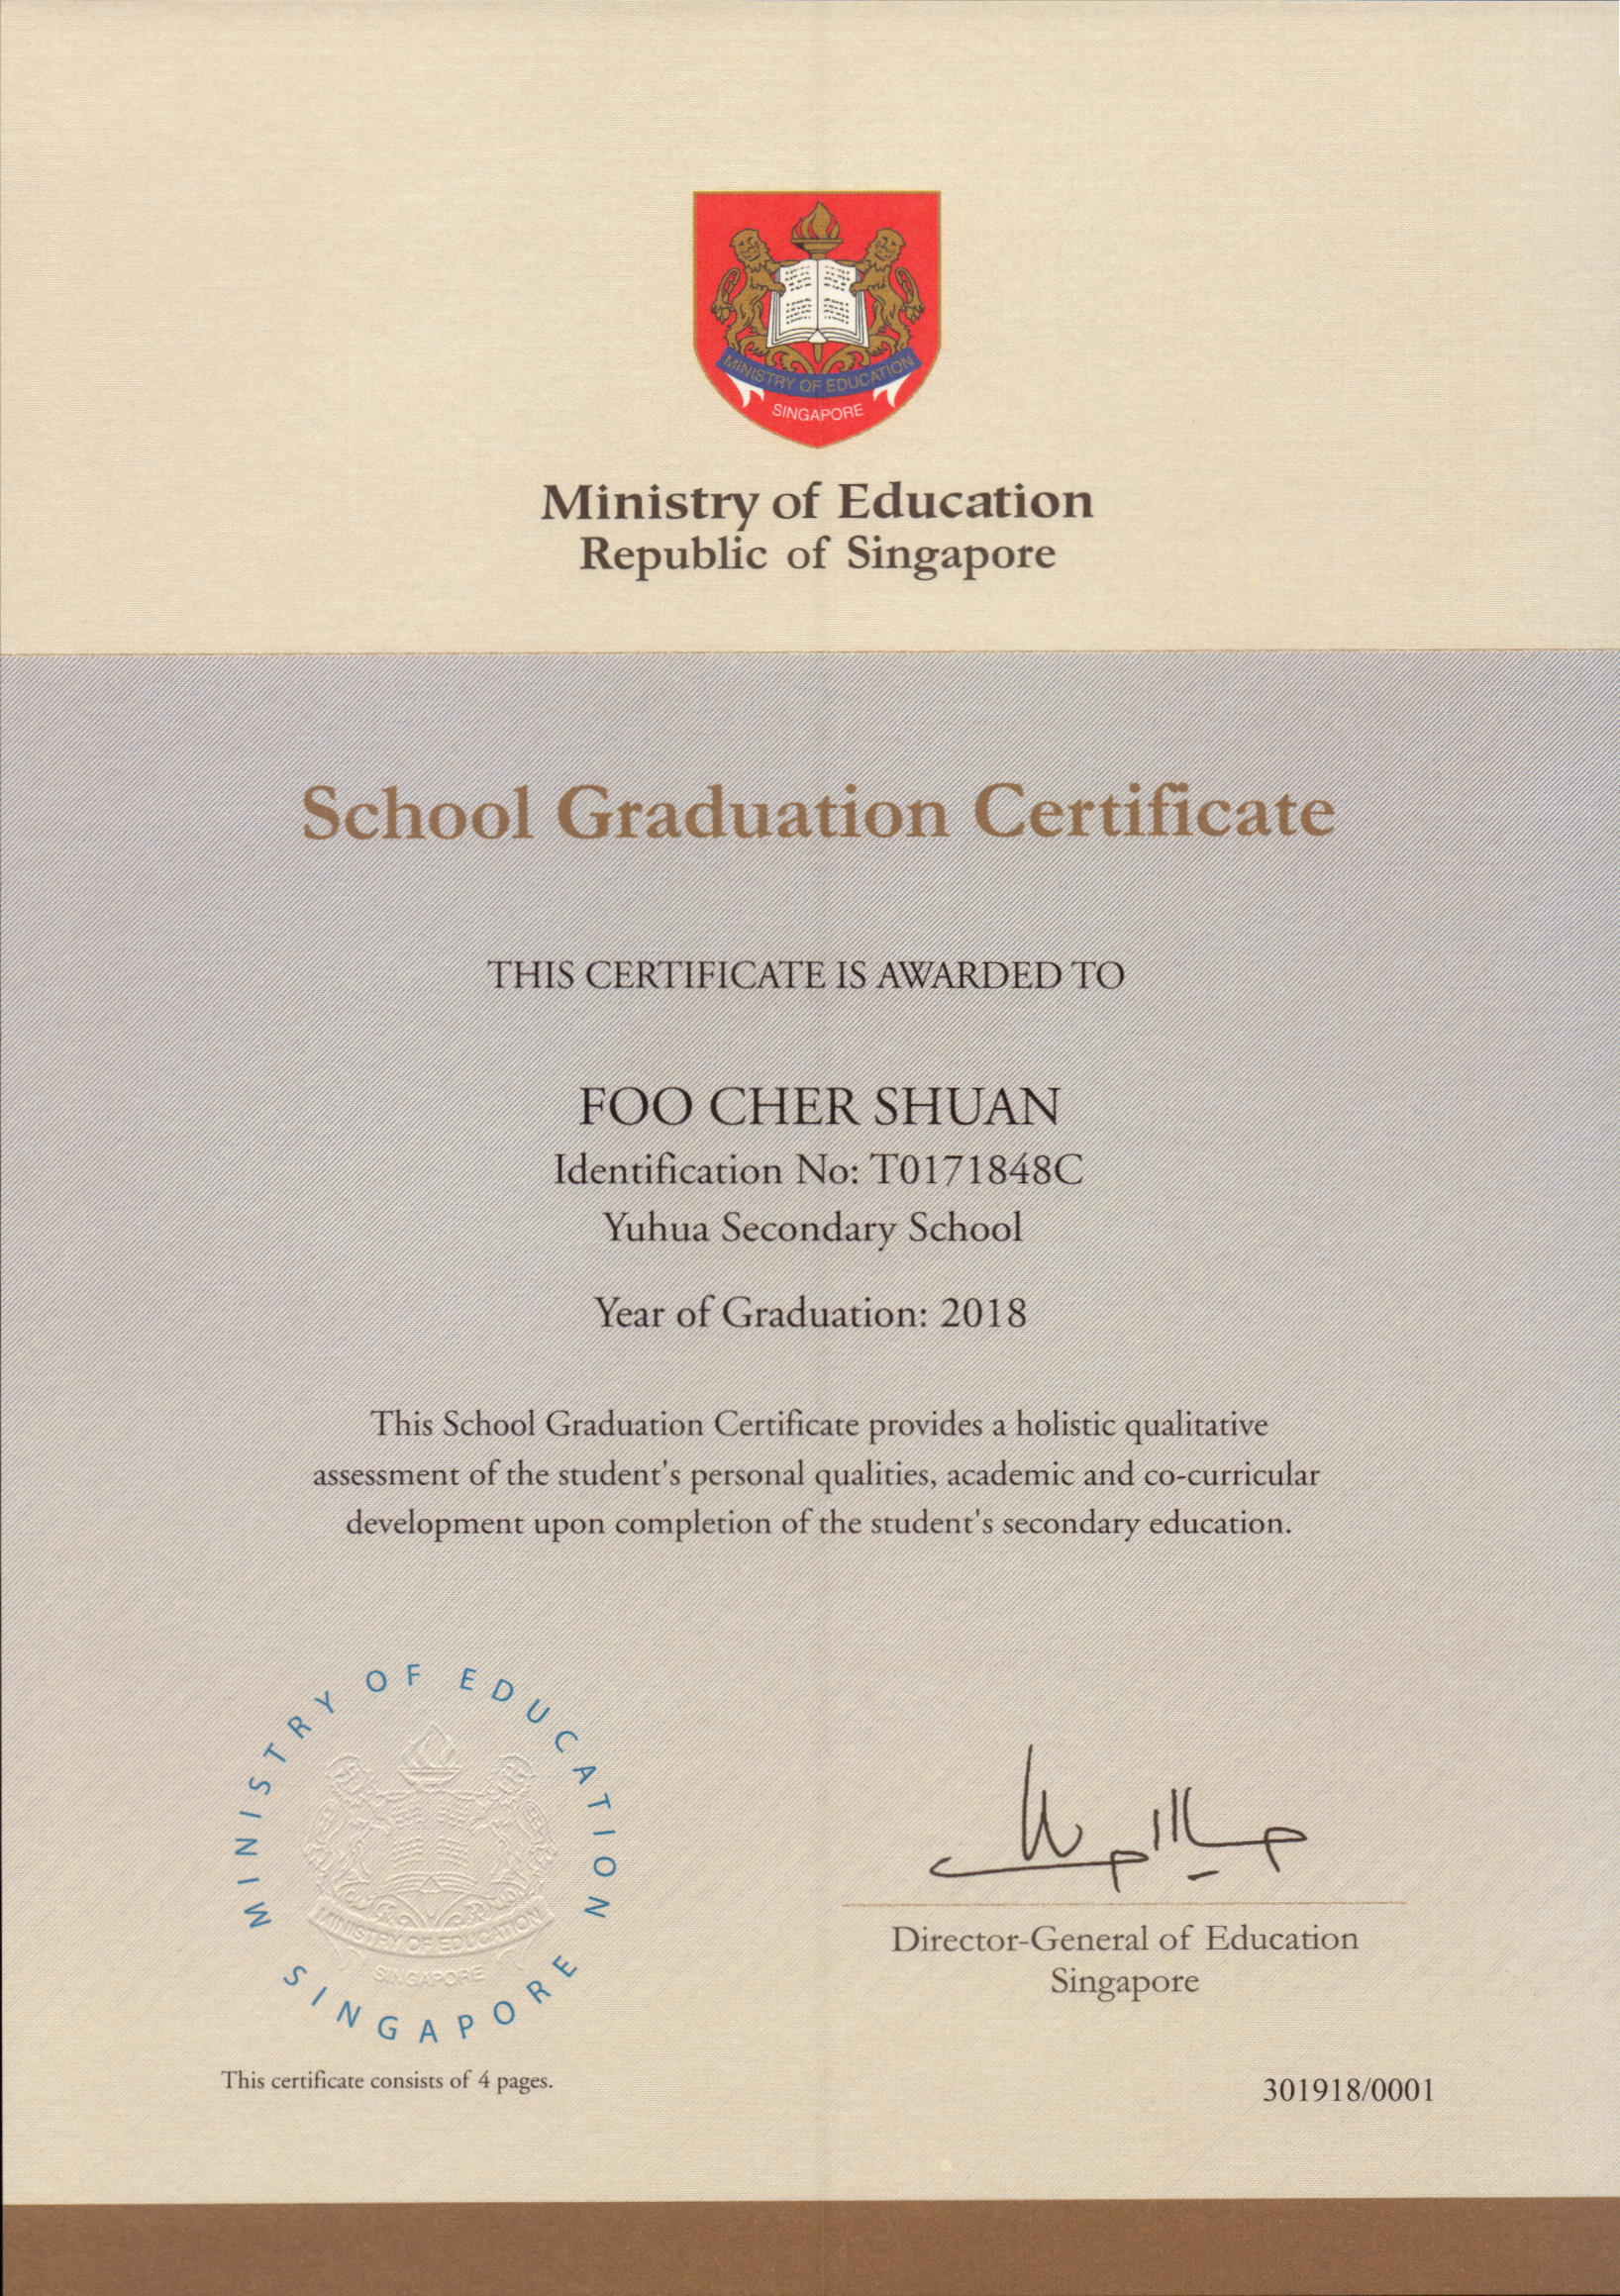 MINISTRY OF EDUCATION
SINGAPORE
Ministry of Education
Republic of Singapore
School Graduation Certificate
THIS CERTIFICATE IS AWARDED TO
FOO CHER SHUAN
Identification No: T0171848C
Yuhua Secondary School
Year of Graduation: 2018
This School Graduation Certificate provides a holistic qualitative
assessment of the student's personal qualities, academic and co-curricular
development upon completion of the student's secondary education.
MINISTRY OF EDUCATION
SINGAPORE
MINISTRY OF EDUCATION
SINGAPORE
Director-General of Education
Singapore
This certificate consists of 4 pages.
301918/0001